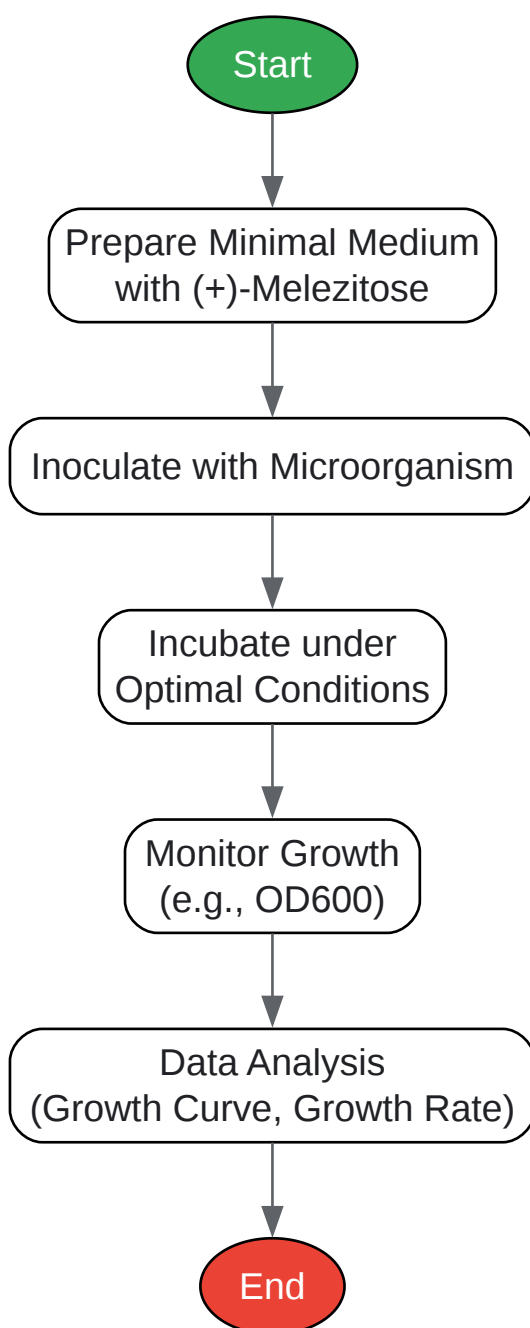 Start
Prepare Minimal Medium
with (+)-Melezitose
Inoculate with Microorganism
Incubate under
Optimal Conditions
Monitor Growth
(e.g., OD600)
Data Analysis
(Growth Curve, Growth Rate)
End